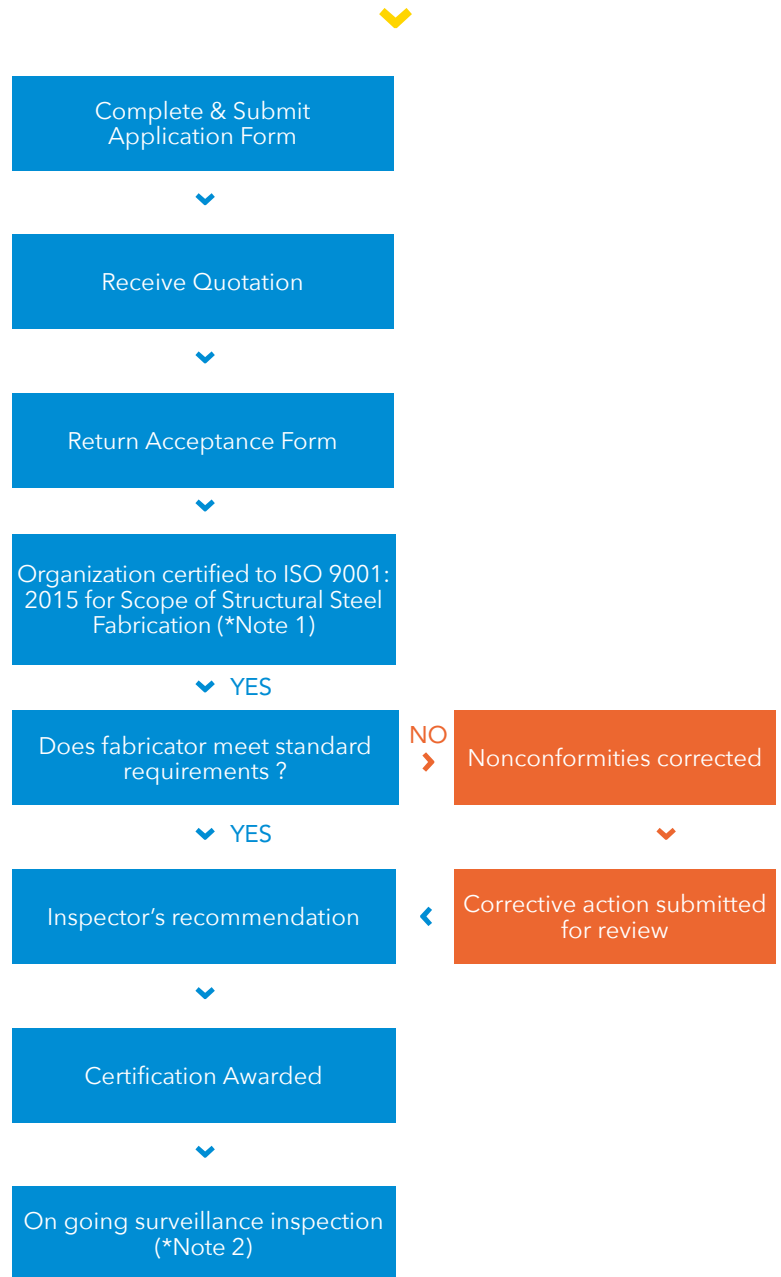 Complete & Submit
Application Form
Receive Quotation
Return Acceptance Form
Organization certified to ISO 9001:
2015 for Scope of Structural Steel
Fabrication (*Note 1)
YES
Does fabricator meet standard
requirements ?
NO
Nonconformities corrected
YES
Inspector’s recommendation
Corrective action submitted
for review
Certification Awarded
On going surveillance inspection
(*Note 2)